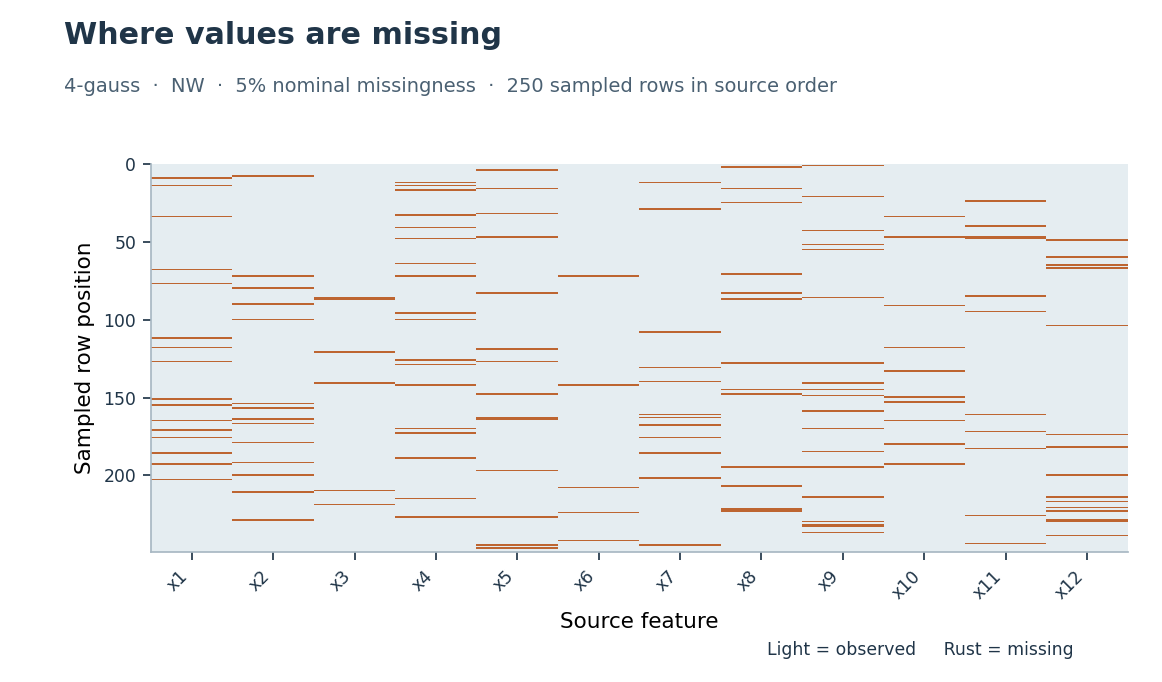 Where values are missing
4-gauss · NW · 5% nominal missingness · 250 sampled rows in source order
0
50
100
150
200
Sampled row position
x1 x2 x3 x4 x5 x6 x7 x8 x9 x10 x11 x12
Source feature
Light = observed Rust = missing